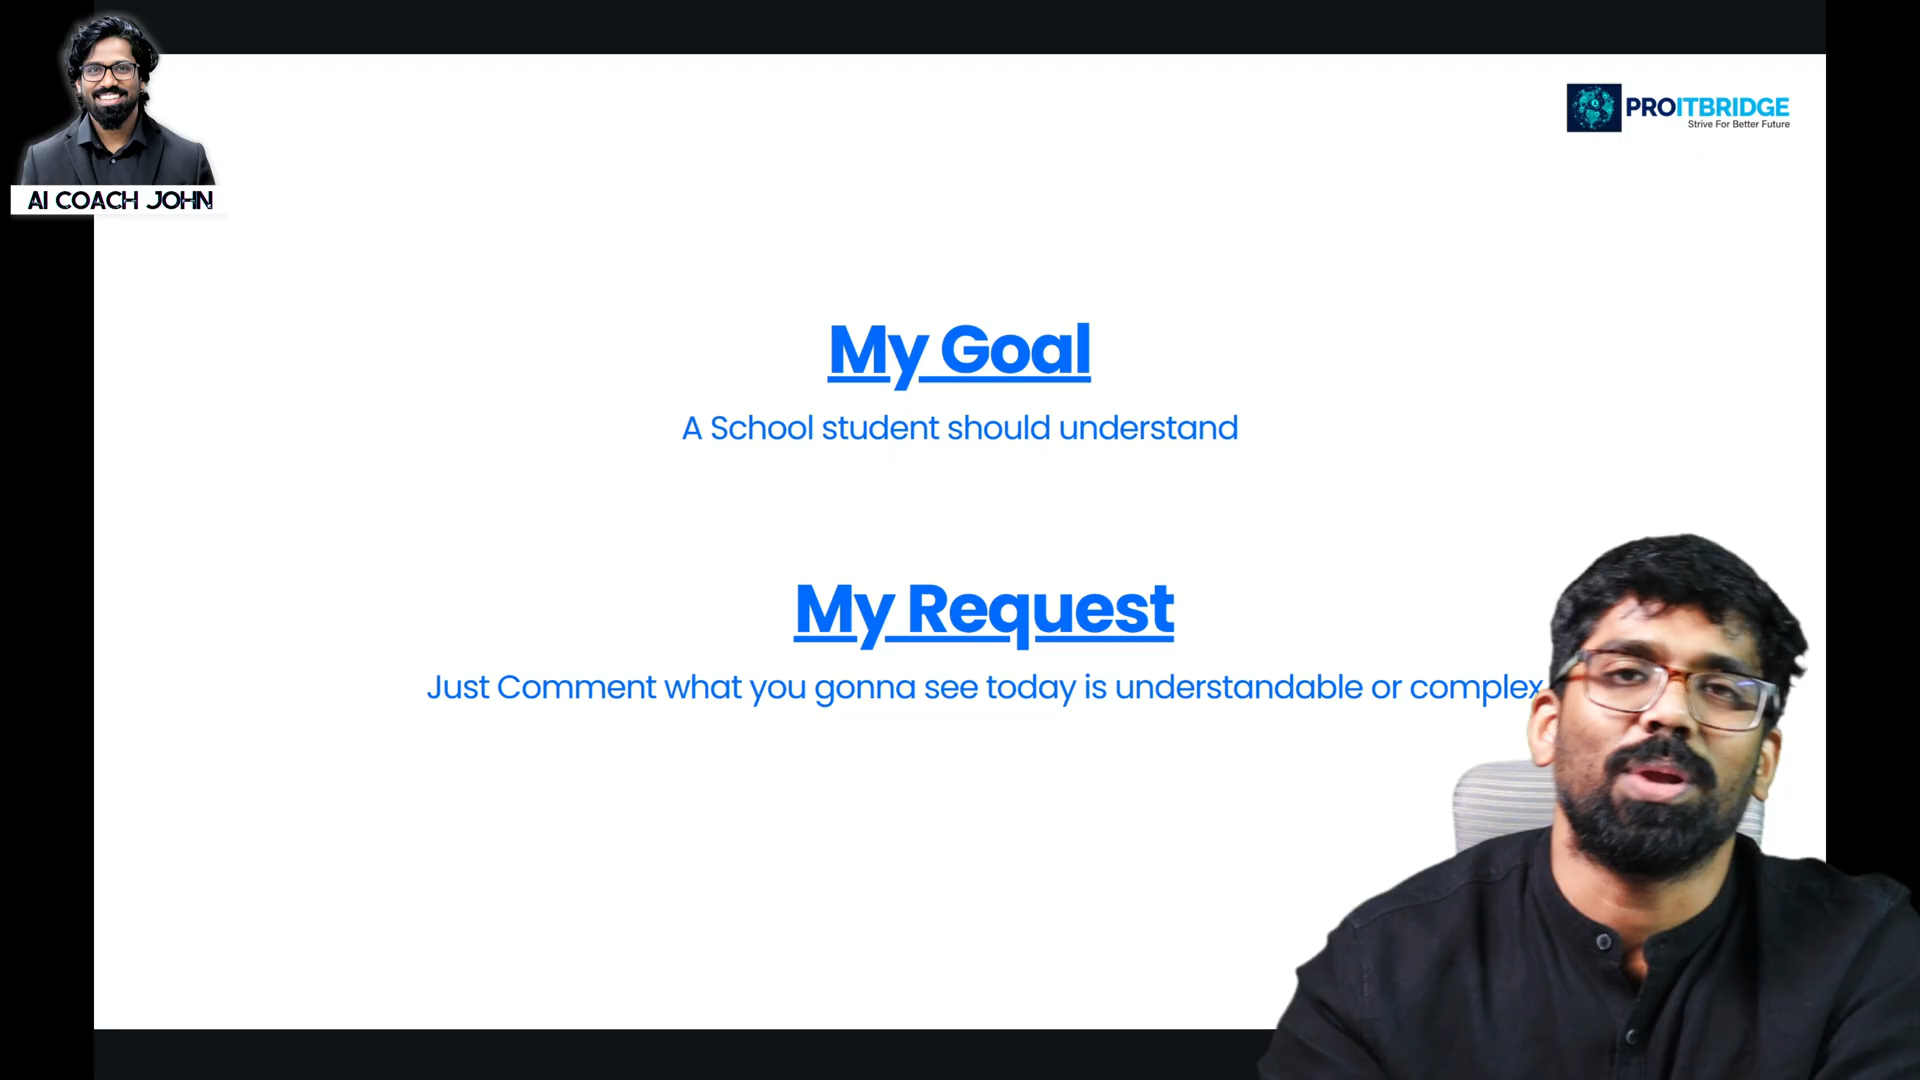 AI COACH JOHN
PROITBRIDGE
Strive For Better Future
My Goal
A School student should understand
My Request
Just Comment what you gonna see today is understandable or complex